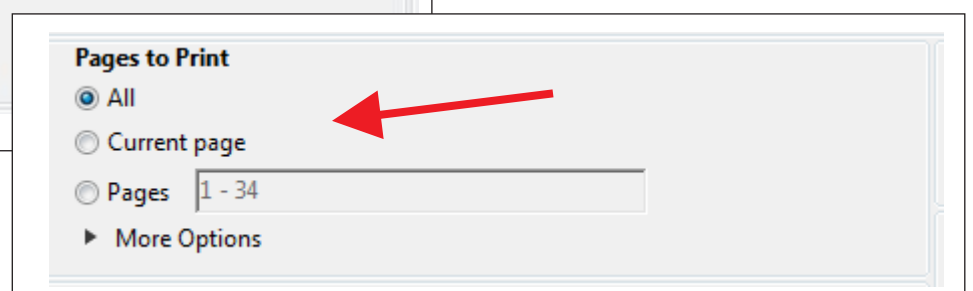 Pages to Print
All
Current page
Pages 1 - 34
More Options